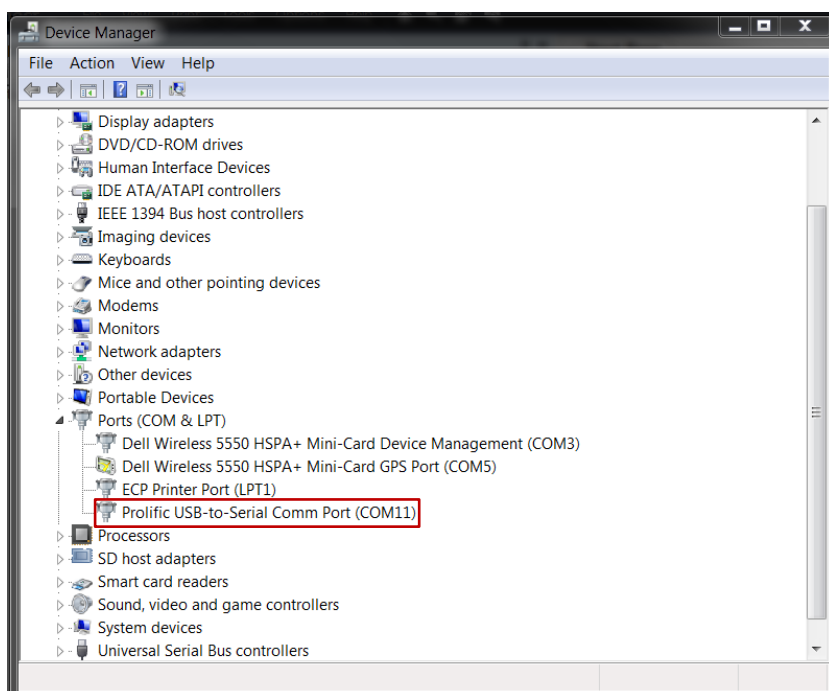 Device Manager
File Action View Help
Display adapters
DVD/CD-ROM drives
Human Interface Devices
IDE ATA/ATAPI controllers
IEEE 1394 Bus host controllers
Imaging devices
Keyboards
Mice and other pointing devices
Modems
Monitors
Network adapters
Other devices
Portable Devices
Ports (COM & LPT)
Dell Wireless 5550 HSPA+ Mini-Card Device Management (COM3)
Dell Wireless 5550 HSPA+ Mini-Card GPS Port (COM5)
ECP Printer Port (LPT1)
Prolific USB-to-Serial Comm Port (COM11)
Processors
SD host adapters
Smart card readers
Sound, video and game controllers
System devices
Universal Serial Bus controllers